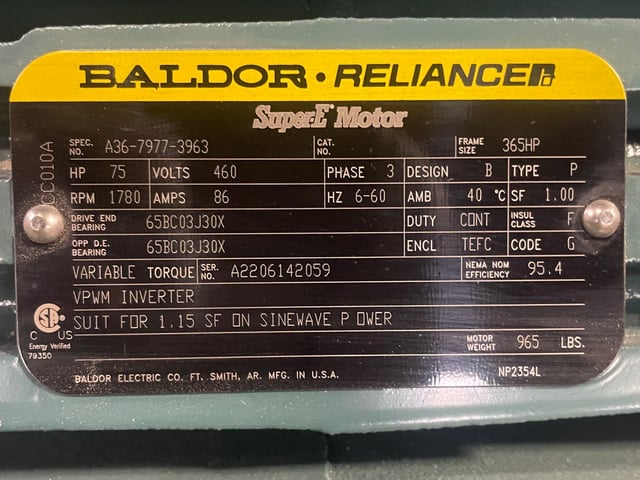 BALDOR • RELIANCE
Super-E Motor
CC010A
SPEC. NO. A36-7977-3963 CAT. NO. FRAME SIZE 365HP
HP 75 VOLTS 460 PHASE 3 DESIGN B TYPE P
RPM 1780 AMPS 86 HZ 6-60 AMB 40 °C SF 1.00
DRIVE END BEARING 65BC03J30X DUTY CONT INSUL CLASS F
OPP D.E. BEARING 65BC03J30X ENCL TEFC CODE G
VARIABLE TORQUE SER. NO. A2206142059 NEMA NOM EFFICIENCY 95.4
VPWM INVERTER
SUIT FOR 1.15 SF ON SINEWAVE P OWER
SA
C US
Energy Verified
79350
MOTOR WEIGHT 965 LBS.
BALDOR ELECTRIC CO. FT. SMITH, AR. MFG. IN U.S.A. NP2354L